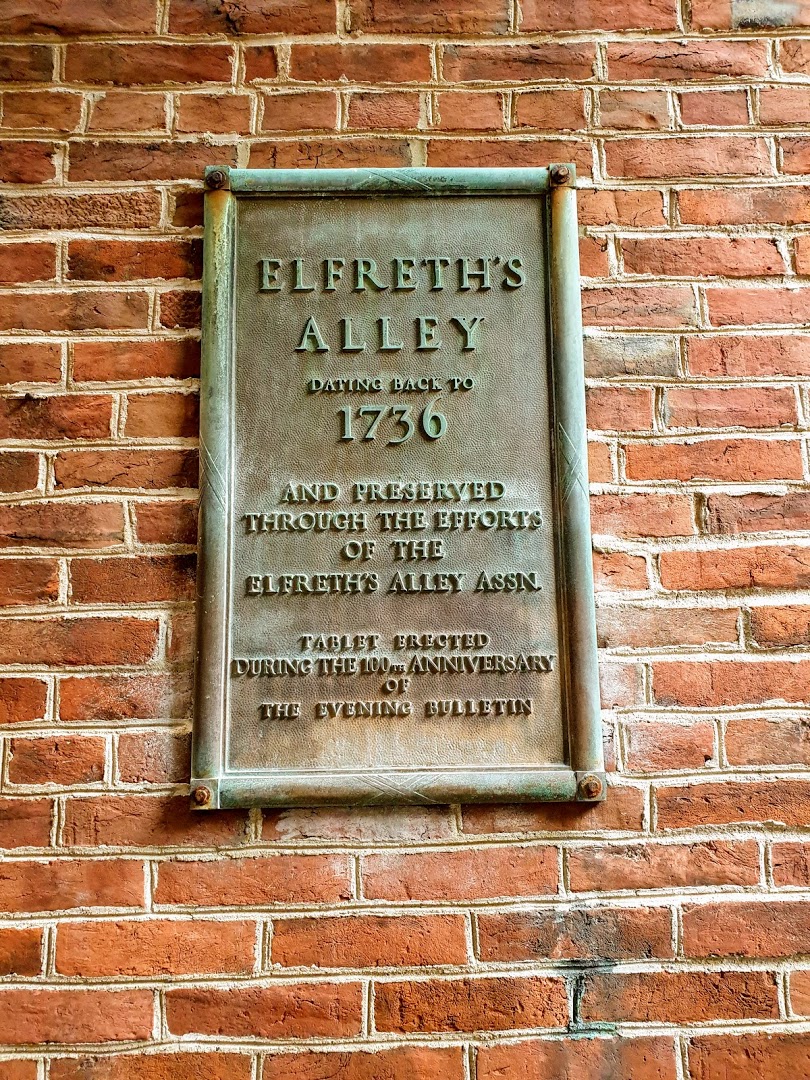 ELFRETH'S
ALLEY
DATING BACK TO
1736
AND PRESERVED
THROUGH THE EFFORTS
OF THE
ELFRETH'S ALLEY ASSN.
TABLET ERECTED
DURING THE 100TH ANNIVERSARY
OF
THE EVENING BULLETIN